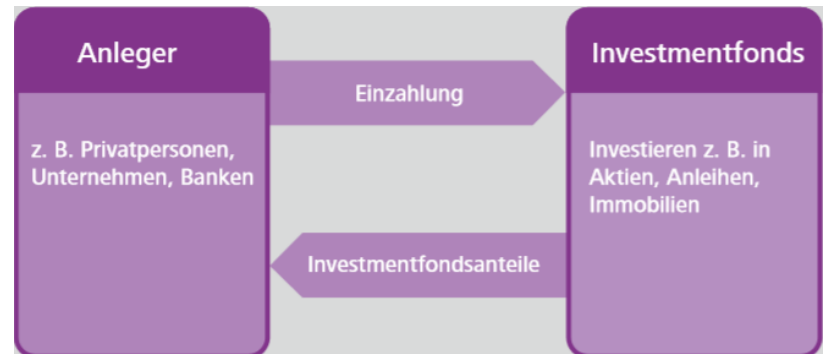 Anleger
z. B. Privatpersonen,
Unternehmen, Banken
Einzahlung
Investmentfondsanteile
Investmentfonds
Investieren z. B. in
Aktien, Anleihen,
Immobilien